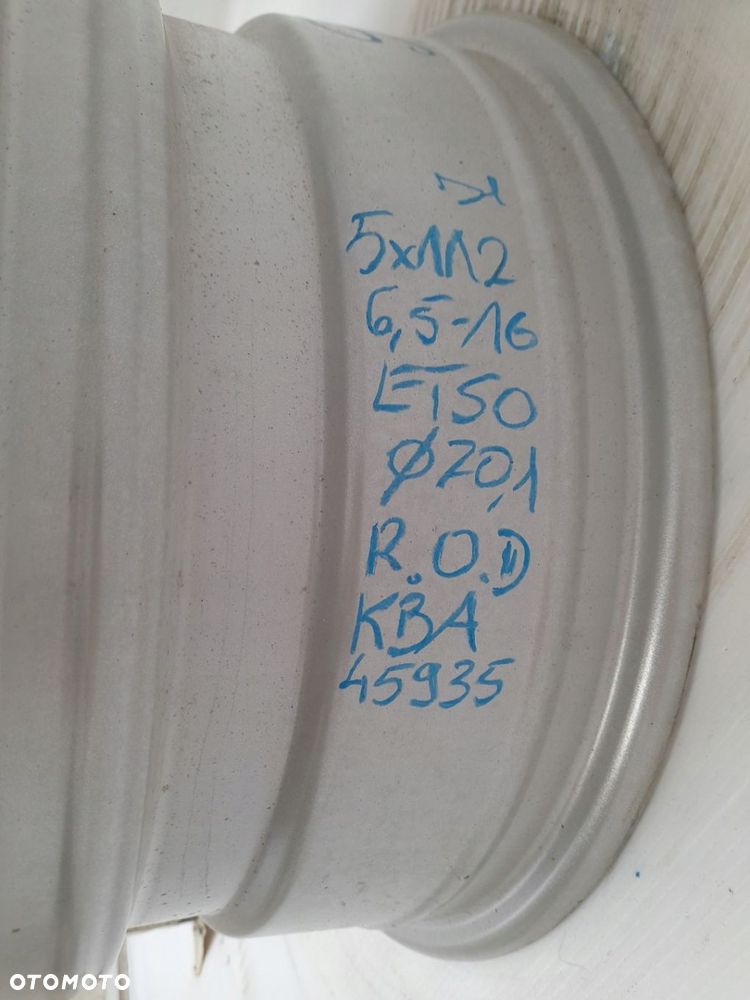 5x112
6,5-16
ET50
Ø70,1
R.O.D
KBA
45935
OTOMOTO